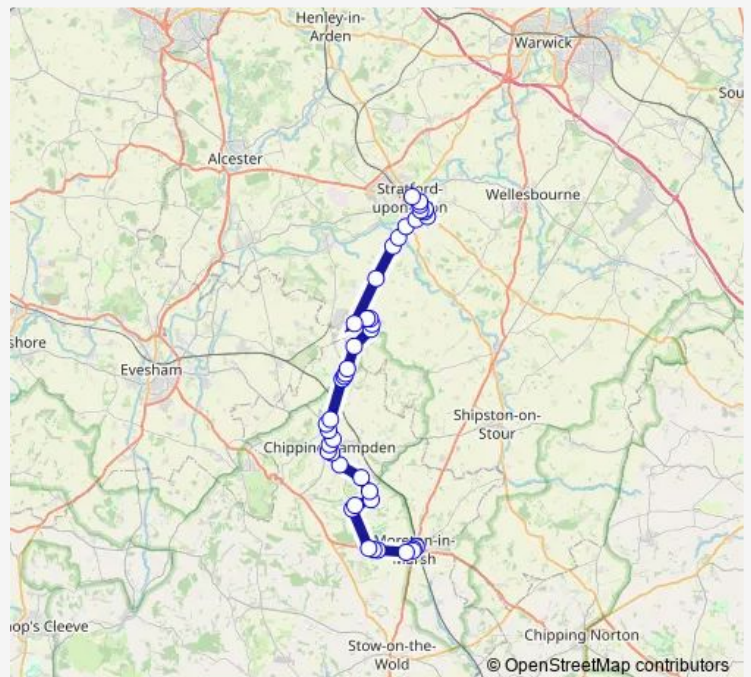 Henley-in-
Arden
Warwick
Sou
Alcester
Stratford-
upon-Avon
Wellesbourne
shore
Evesham
Shipston-on-
Stour
Chipping Campden
Moreton-in-
Marsh
op's Cleeve
Stow-on-the-
Wold
Chipping Norton
© OpenStreetMap contributors